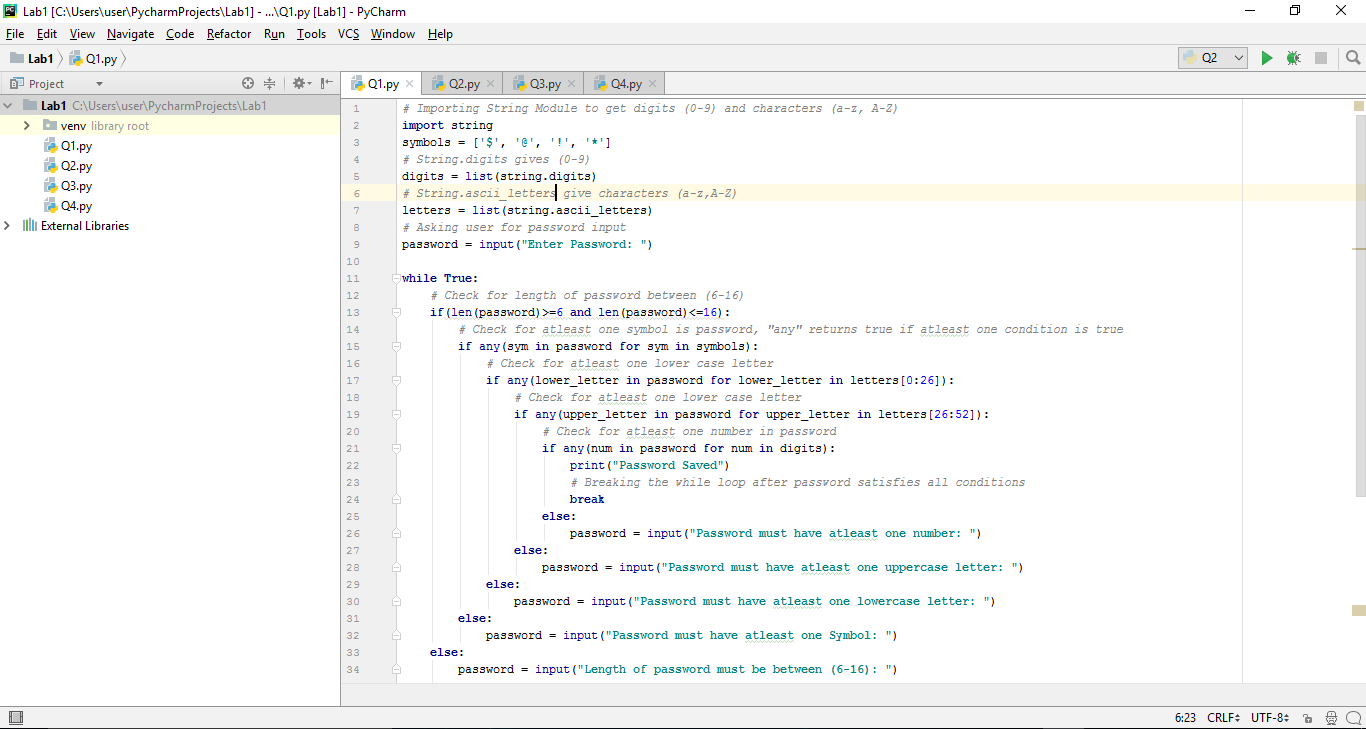 Lab1 [C:\Users\user\PycharmProjects\Lab1] - ...\Q1.py [Lab1] - PyCharm
File Edit View Navigate Code Refactor Run Tools VCS Window Help
Lab1 Q1.py Q2
Project
Q1.py Q2.py Q3.py Q4.py
Lab1 C:\Users\user\PycharmProjects\Lab1
venv library root
Q1.py
Q2.py
Q3.py
Q4.py
External Libraries
1 # Importing String Module to get digits (0-9) and characters (a-z, A-Z)
2 import string
3 symbols = ['$', '@', '!', '*']
4 # String.digits gives (0-9)
5 digits = list(string.digits)
6 # String.ascii_letters give characters (a-z,A-Z)
7 letters = list(string.ascii_letters)
8 # Asking user for password input
9 password = input("Enter Password: ")
10
11 while True:
12 # Check for length of password between (6-16)
13 if(len(password)>=6 and len(password)<=16):
14 # Check for atleast one symbol is password, "any" returns true if atleast one condition is true
15 if any(sym in password for sym in symbols):
16 # Check for atleast one lower case letter
17 if any(lower_letter in password for lower_letter in letters[0:26]):
18 # Check for atleast one lower case letter
19 if any(upper_letter in password for upper_letter in letters[26:52]):
20 # Check for atleast one number in password
21 if any(num in password for num in digits):
22 print("Password Saved")
23 # Breaking the while loop after password satisfies all conditions
24 break
25 else:
26 password = input("Password must have atleast one number: ")
27 else:
28 password = input("Password must have atleast one uppercase letter: ")
29 else:
30 password = input("Password must have atleast one lowercase letter: ")
31 else:
32 password = input("Password must have atleast one Symbol: ")
33 else:
34 password = input("Length of password must be between (6-16): ")
6:23 CRLF UTF-8